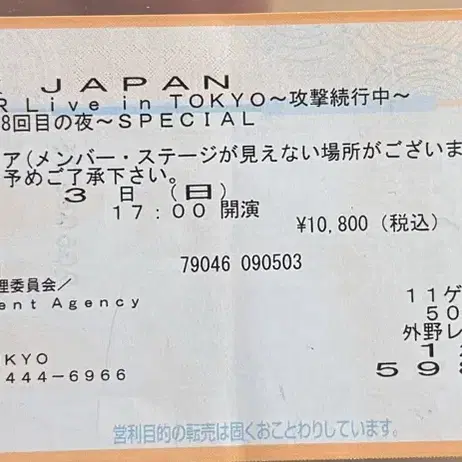 JAPAN
R Live in TOKYO～攻撃続行中～
8回目の夜～SPECIAL
ア(メンバー・ステージが見えない場所がございま
予めご了承下さい。
3 日 (日)
17:00 開演
¥10,800 (税込)
79046 090503
理委員会／
ent Agency
11ゲ
50
外野レ
KYO
444-6966
59
営利目的の転売は固くおことわりしています。